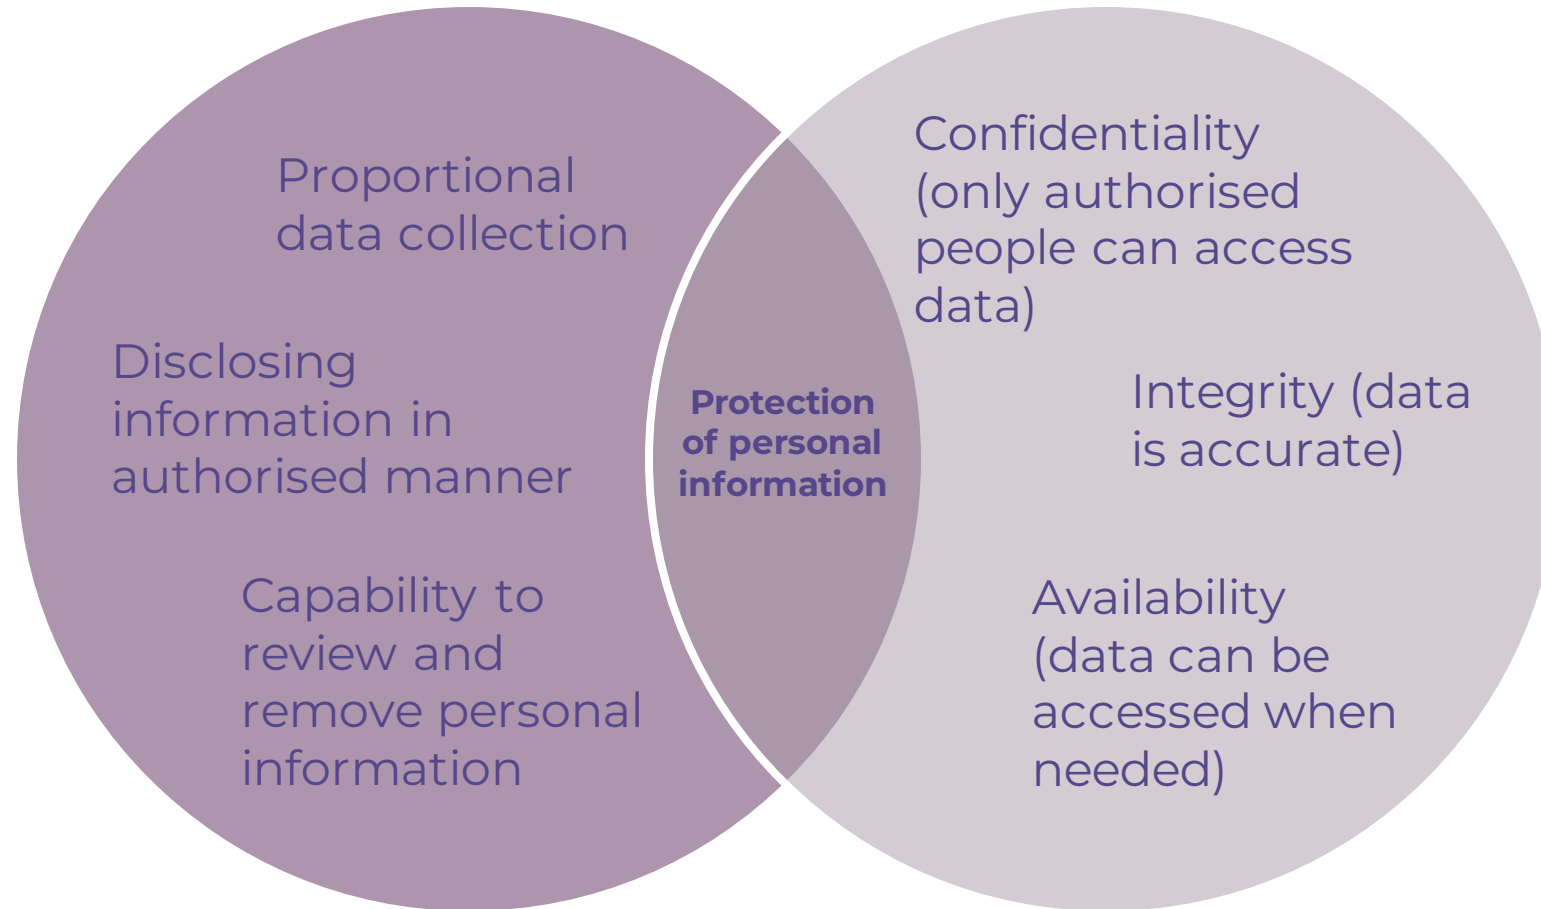 Proportional
data collection
Disclosing
information in
authorised manner
Capability to
review and
remove personal
information
Protection
of personal
information
Confidentiality
(only authorised
people can access
data)
Integrity (data
is accurate)
Availability
(data can be
accessed when
needed)